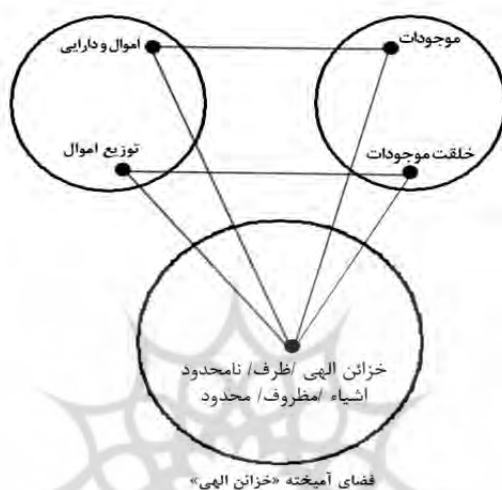 موجودات
اموال و دارایی
خلقت موجودات
توزیع اموال
خزائن الهی /ظرف/ نامحدود
اشیاء /مظروف/ محدود
فضای آمیخته «خزائن الهی»